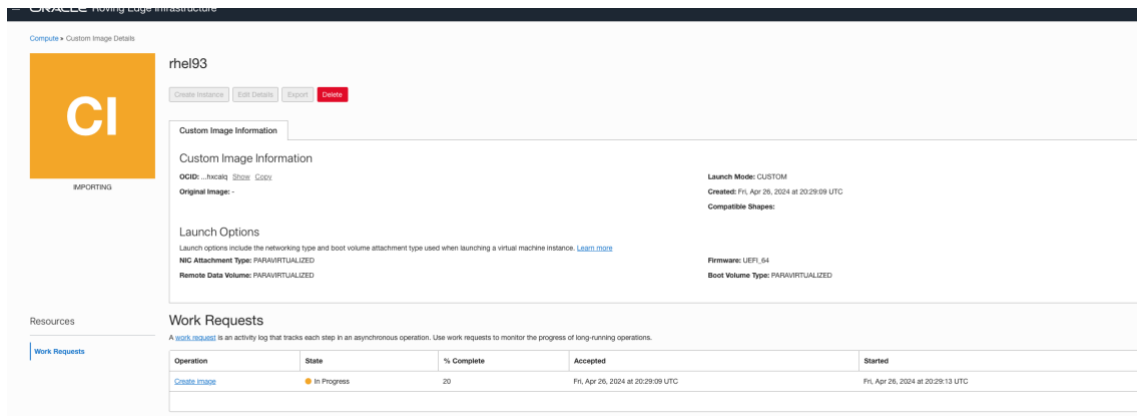 ORACLE Roving Edge Infrastructure
Compute ▸ Custom Image Details
CI
IMPORTING
rhel93
Create Instance Edit Details Export Delete
Custom Image Information
Custom Image Information
OCID: ...hxcalq Show Copy
Launch Mode: CUSTOM
Original Image: -
Created: Fri, Apr 26, 2024 at 20:29:09 UTC
Compatible Shapes:
Launch Options
Launch options include the networking type and boot volume attachment type used when launching a virtual machine instance. Learn more
NIC Attachment Type: PARAVIRTUALIZED
Firmware: UEFI_64
Remote Data Volume: PARAVIRTUALIZED
Boot Volume Type: PARAVIRTUALIZED
Resources
Work Requests
Work Requests
A work request is an activity log that tracks each step in an asynchronous operation. Use work requests to monitor the progress of long-running operations.
Operation State % Complete Accepted Started
Create Image In Progress 20 Fri, Apr 26, 2024 at 20:29:09 UTC Fri, Apr 26, 2024 at 20:29:13 UTC